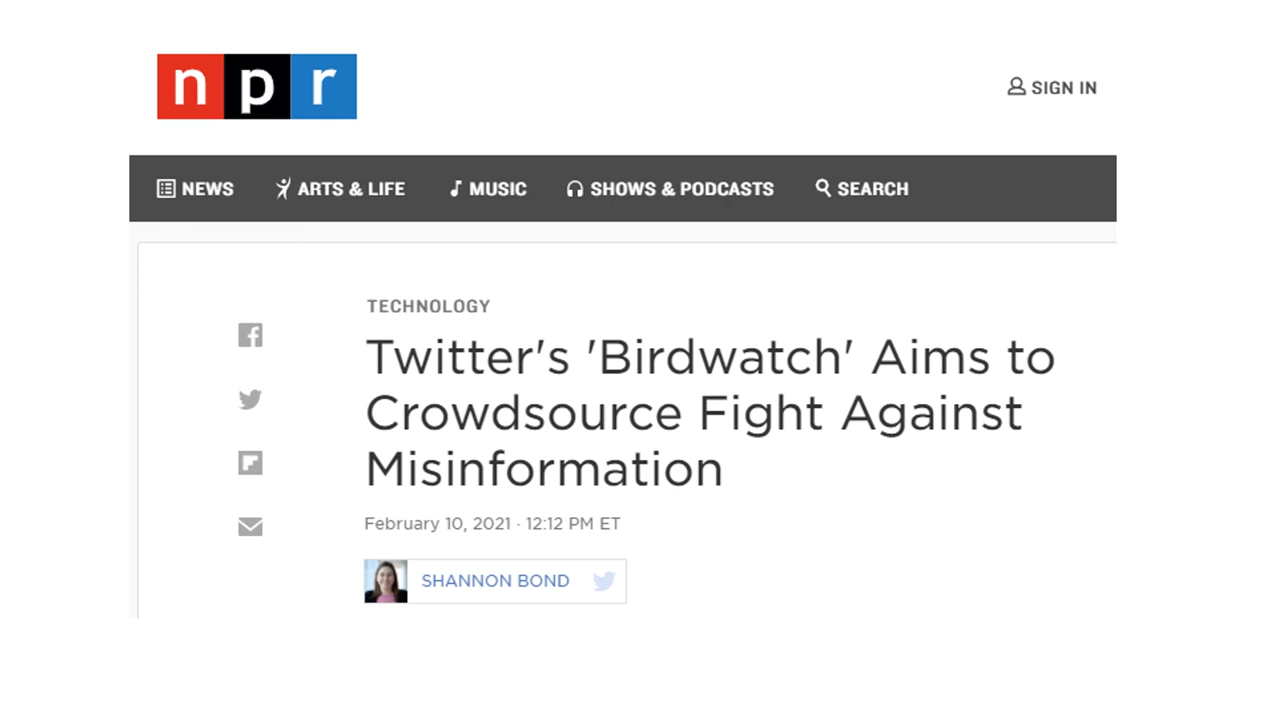 npr
SIGN IN
NEWS ARTS & LIFE MUSIC SHOWS & PODCASTS SEARCH
TECHNOLOGY
Twitter's 'Birdwatch' Aims to
Crowdsource Fight Against
Misinformation
February 10, 2021 · 12:12 PM ET
SHANNON BOND